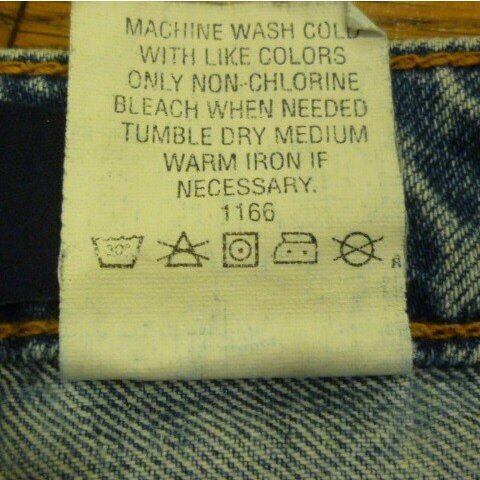 MACHINE WASH COLD
WITH LIKE COLORS
ONLY NON-CHLORINE
BLEACH WHEN NEEDED
TUMBLE DRY MEDIUM
WARM IRON IF
NECESSARY.
1166
30° R